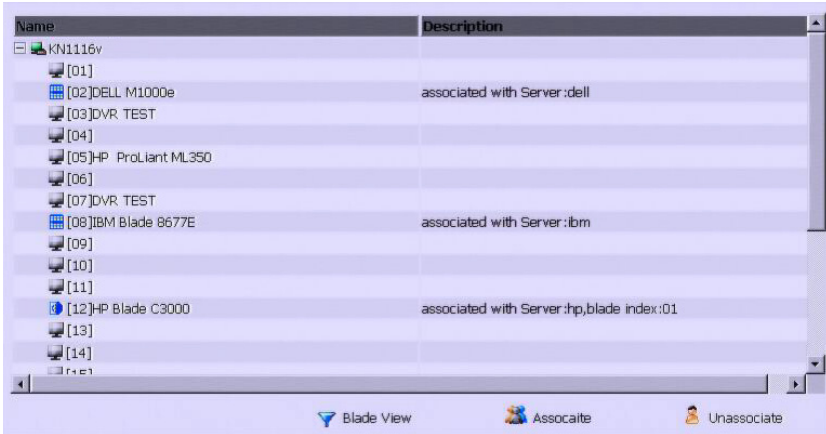 Name Description
KN1116v
[01]
[02]DELL M1000e associated with Server:dell
[03]DVR TEST
[04]
[05]HP ProLiant ML350
[06]
[07]DVR TEST
[08]IBM Blade 8677E associated with Server:ibm
[09]
[10]
[11]
[12]HP Blade C3000 associated with Server:hp,blade index:01
[13]
[14]
[15]
Blade View Assocaite Unassociate